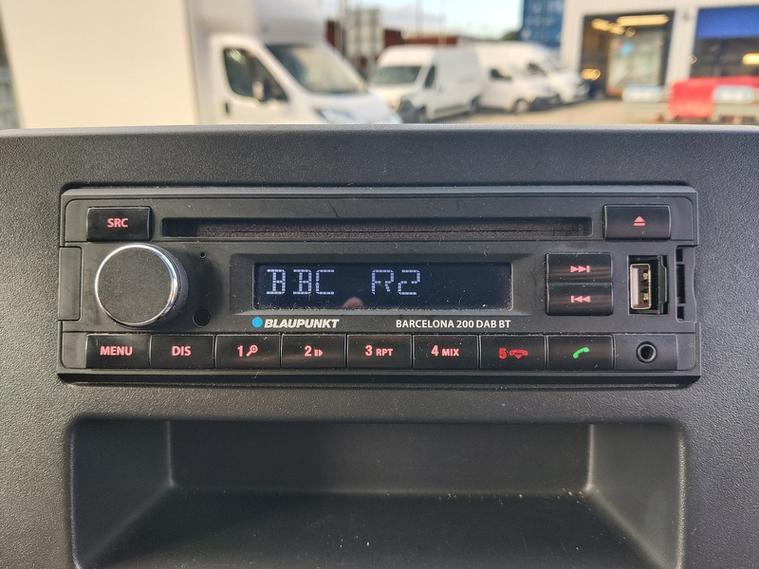 SRC
BBC R2
BLAUPUNKT BARCELONA 200 DAB BT
MENU DIS 1 2 3 RPT 4 MIX 5